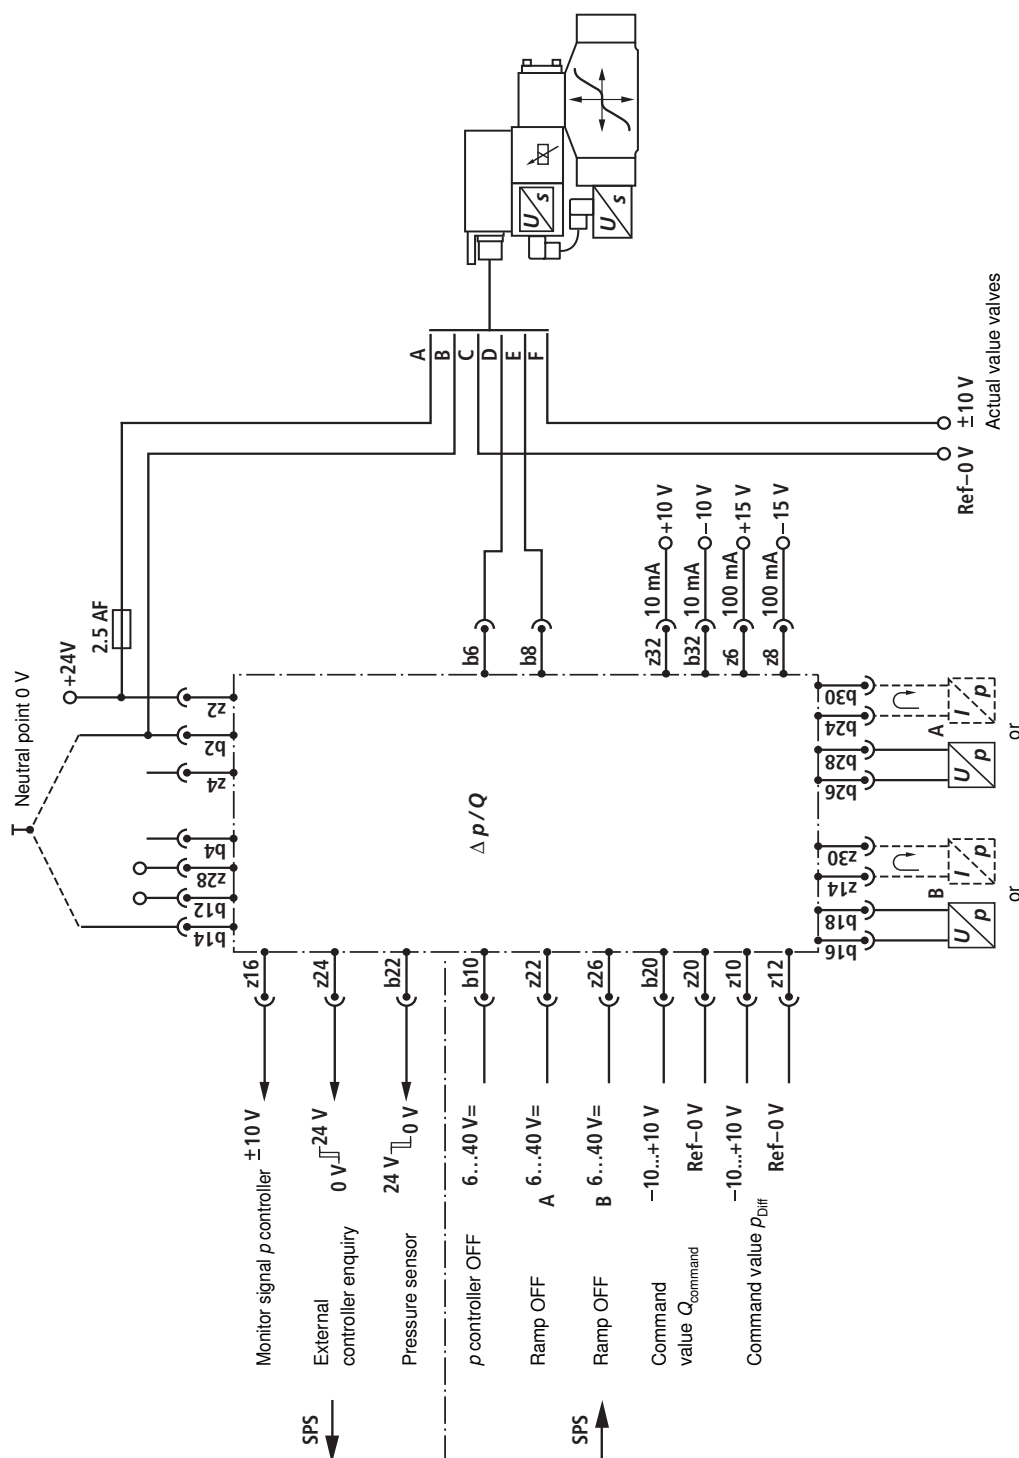 Neutral point 0 V
+24V
2.5 AF
z2
b2
z4
b4
z28
b12
b14
A
B
C
D
E
F
U
s
U
s
±10 V
Actual value valves
Ref–0 V
b6
b8
z32
10 mA
+10 V
b32
10 mA
–10 V
z6
100 mA
+15 V
z8
100 mA
–15 V
Δ p / Q
b30
b24
b28
b26
I
p
A
or
U
p
z30
z14
b18
b16
I
p
B
or
U
p
z16
z24
b22
b10
z22
z26
b20
z20
z10
z12
±10 V
Monitor signal p controller
0 V
24 V
External
controller enquiry
24 V
0 V
Pressure sensor
6...40 V=
p controller OFF
6...40 V=
A
Ramp OFF
6...40 V=
B
Ramp OFF
–10...+10 V
Ref–0 V
Command
value Qcommand
–10...+10 V
Ref–0 V
Command value pDiff
SPS
SPS